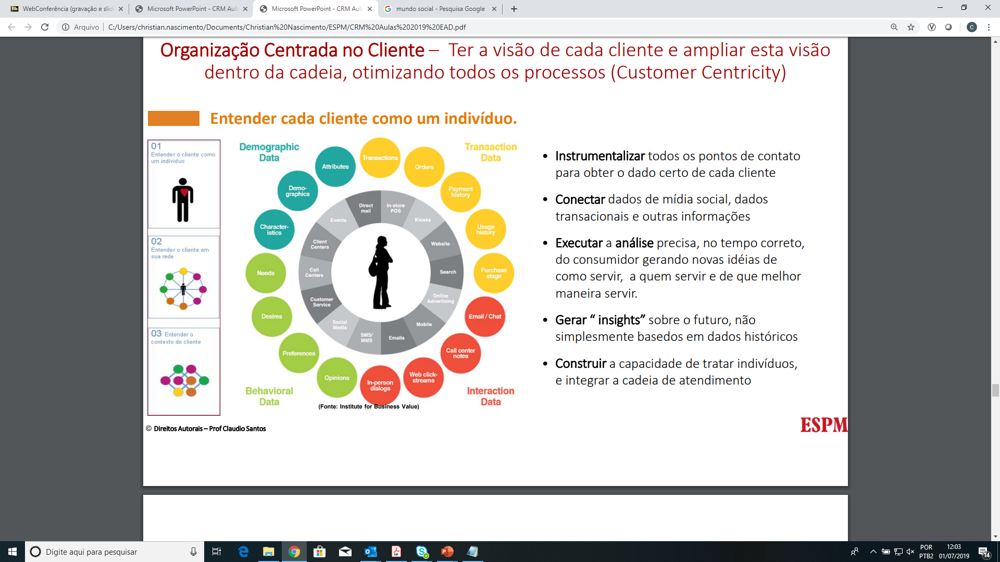 WebConferência (gravação e slid
Microsoft PowerPoint - CRM Aula
Microsoft PowerPoint - CRM Aula
mundo social - Pesquisa Google
Arquivo
C:/Users/christian.nascimento/Documents/Christian%20Nascimento/ESPM/CRM%20Aulas%202019%20EAD.pdf
Organização Centrada no Cliente – Ter a visão de cada cliente e ampliar esta visão
dentro da cadeia, otimizando todos os processos (Customer Centricity)
Entender cada cliente como um indivíduo.
01
Entender o cliente como
um indivíduo
02
Entender o cliente em
sua rede
03 Entender o
contexto do cliente
Demographic
Data
Transaction
Data
Behavioral
Data
Interaction
Data
Transactions
Orders
Payment
history
Usage
history
Purchase
stage
Email / Chat
Call center
notes
Web click-
streams
In-person
dialogs
Opinions
Preferences
Desires
Needs
Character-
istics
Demo-
graphics
Attributes
Direct
mail
In-store
POS
Kiosks
Website
Search
Online
Advertising
Mobile
Emails
SMS/
MMS
Social
Media
Customer
Service
Call
Centers
Client
Centers
Events
(Fonte: Institute for Business Value)
• Instrumentalizar todos os pontos de contato
para obter o dado certo de cada cliente
• Conectar dados de mídia social, dados
transacionais e outras informações
• Executar a análise precisa, no tempo correto,
do consumidor gerando novas idéias de
como servir, a quem servir e de que melhor
maneira servir.
• Gerar “ insights” sobre o futuro, não
simplesmente basedos em dados históricos
• Construir a capacidade de tratar indivíduos,
e integrar a cadeia de atendimento
© Direitos Autorais – Prof Claudio Santos
ESPM
Digite aqui para pesquisar
POR
PTB2
12:03
01/07/2019
14